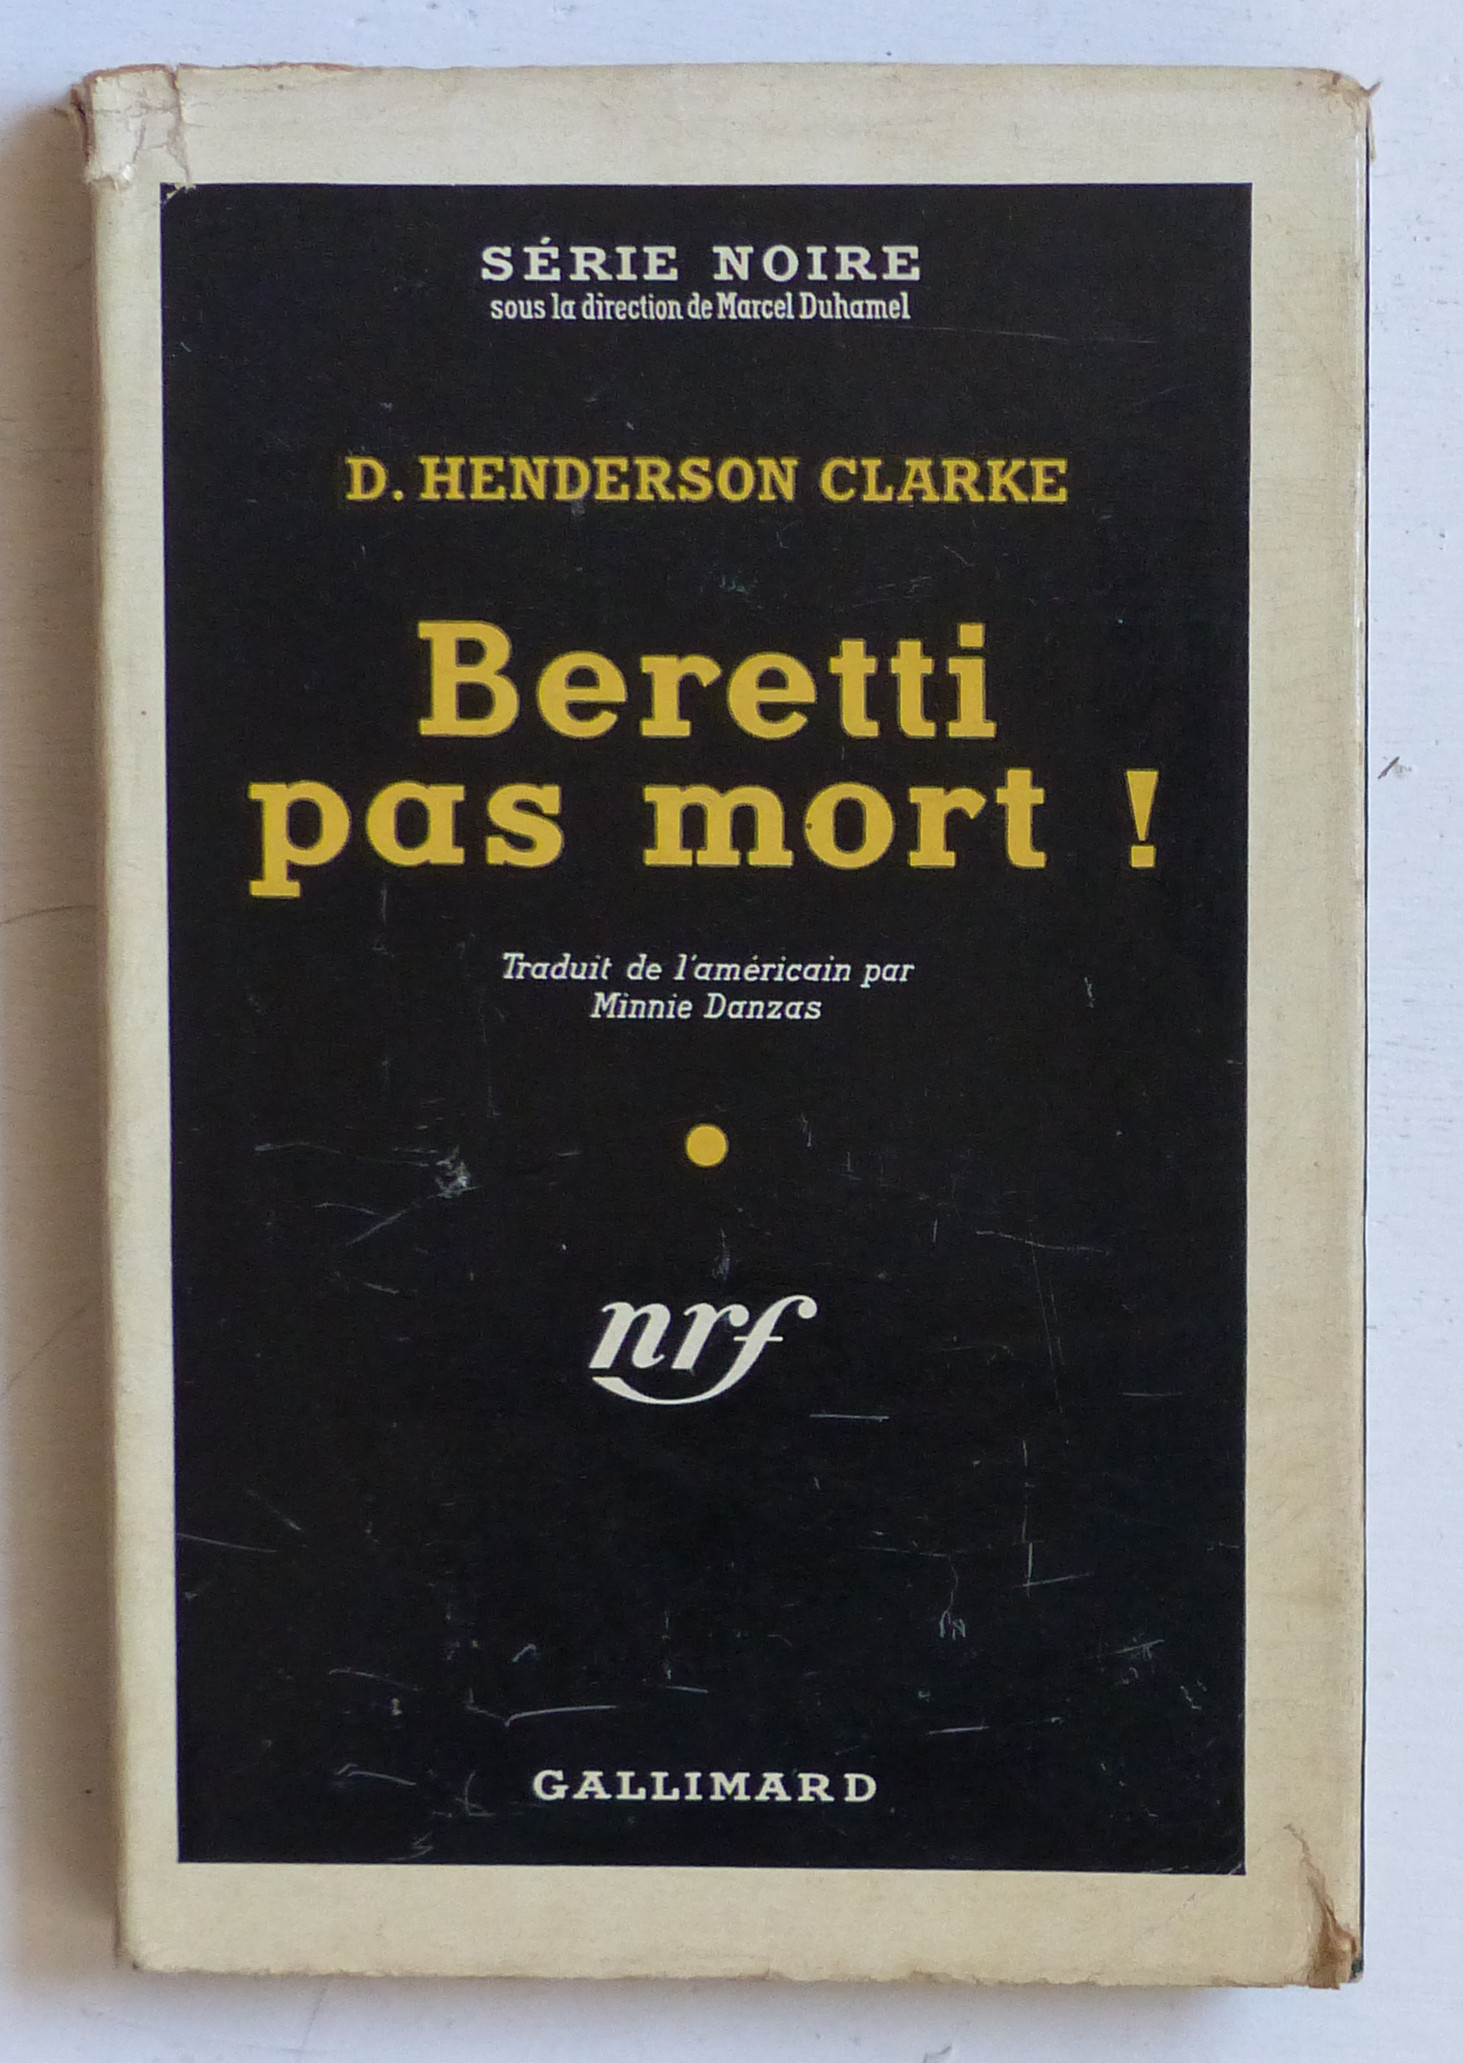 SÉRIE NOIRE
sous la direction de Marcel Duhamel
D. HENDERSON CLARKE
Beretti
pas mort !
Traduit de l'américain par
Minnie Danzas
nrf
GALLIMARD